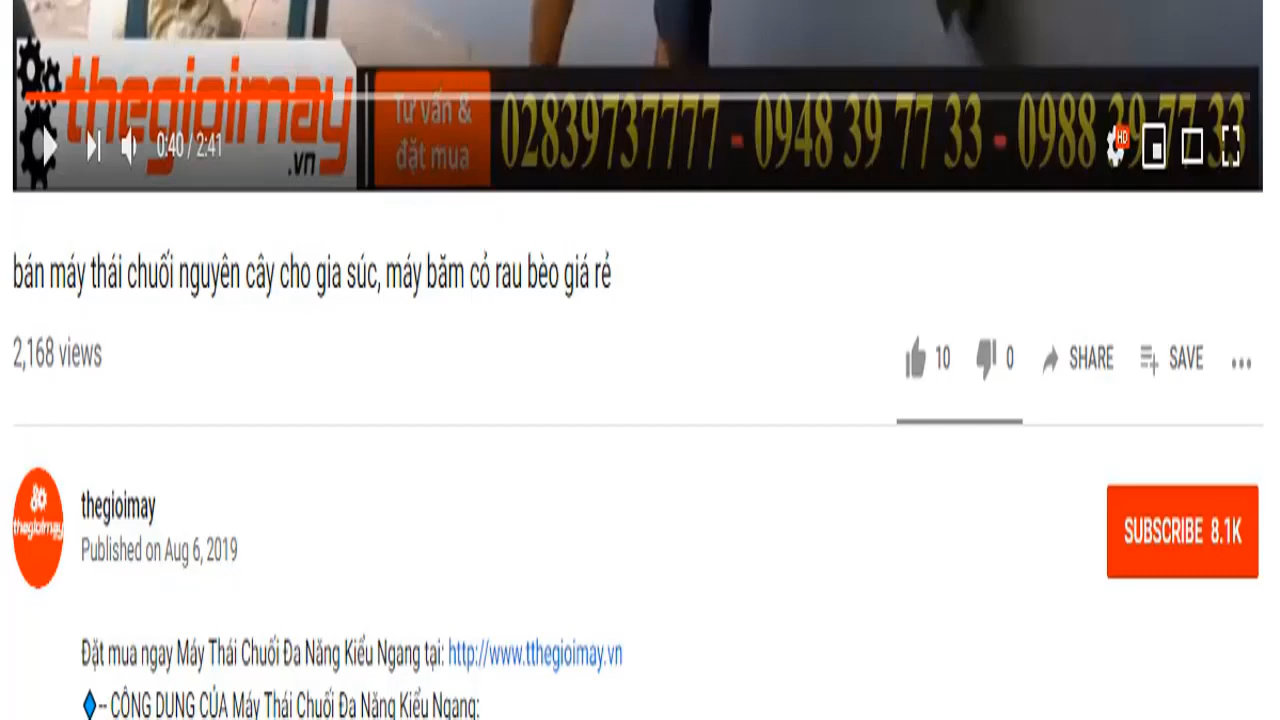 thegioimay
.vn
Tư vấn &
đặt mua
02839737777 - 0948 39 77 33 - 0988 39 77 33
HD
0:40 / 2:41
bán máy thái chuối nguyên cây cho gia súc, máy băm cỏ rau bèo giá rẻ
2,168 views
10 0 SHARE SAVE
thegioimay
thegioimay
Published on Aug 6, 2019
SUBSCRIBE 8.1K
Đặt mua ngay Máy Thái Chuối Đa Năng Kiểu Ngang tại: http://www.tthegioimay.vn
-- CÔNG DỤNG CỦA Máy Thái Chuối Đa Năng Kiểu Ngang: